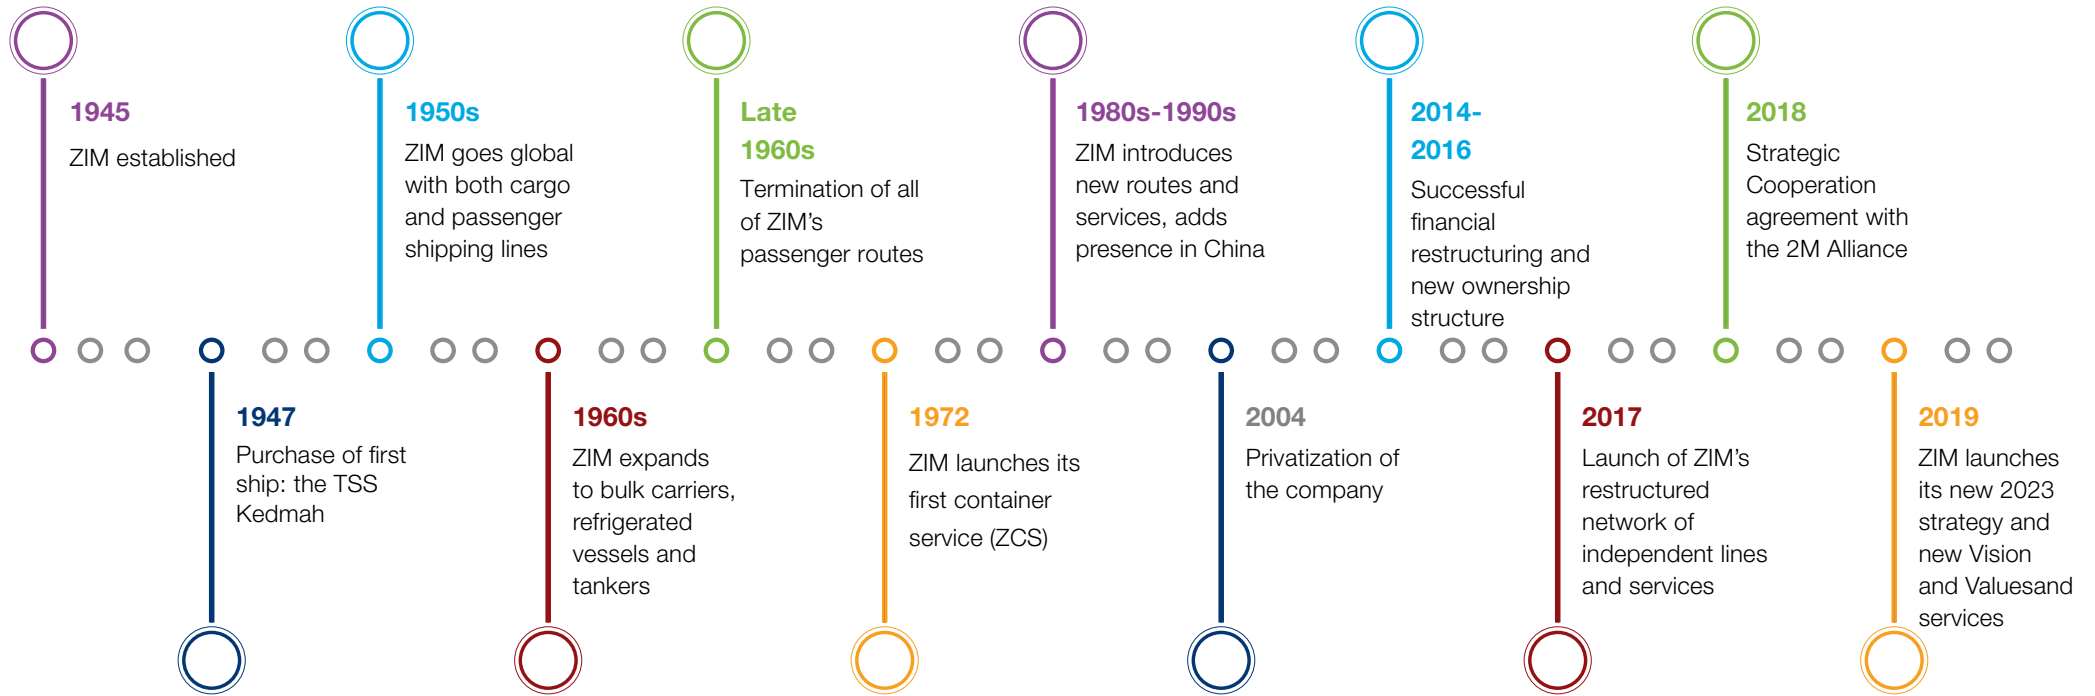 1945
ZIM established
1950s
ZIM goes global
with both cargo
and passenger
shipping lines
Late
1960s
Termination of all
of ZIM’s
passenger routes
1980s-1990s
ZIM introduces
new routes and
services, adds
presence in China
2014-
2016
Successful
financial
restructuring and
new ownership
structure
2018
Strategic
Cooperation
agreement with
the 2M Alliance
1947
Purchase of first
ship: the TSS
Kedmah
1960s
ZIM expands
to bulk carriers,
refrigerated
vessels and
tankers
1972
ZIM launches its
first container
service (ZCS)
2004
Privatization of
the company
2017
Launch of ZIM’s
restructured
network of
independent lines
and services
2019
ZIM launches
its new 2023
strategy and
new Vision
and Valuesand
services